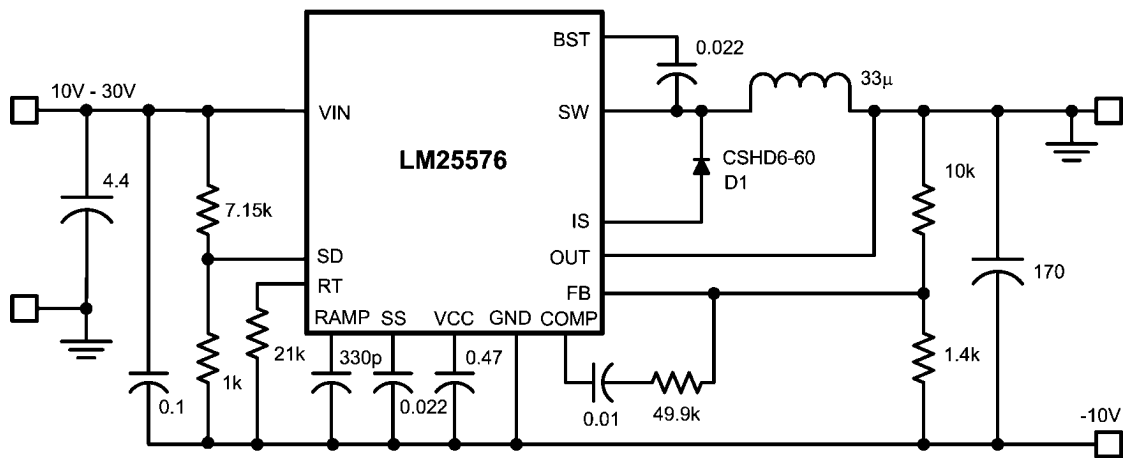 BST
0.022
10V - 30V
33µ
VIN
SW
LM25576
CSHD6-60
D1
4.4
7.15k
10k
IS
SD
OUT
170
RT
FB
RAMP
SS
VCC
GND
COMP
21k
330p
0.47
1.4k
1k
0.1
0.022
0.01
49.9k
-10V